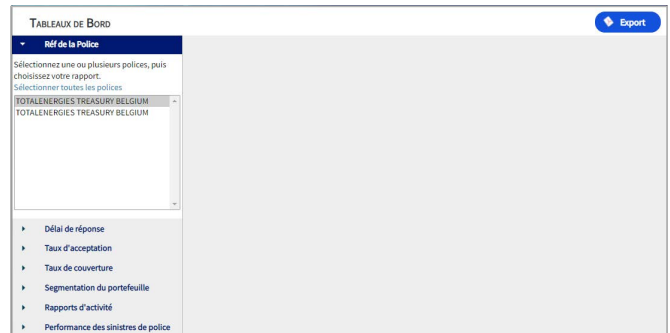 TABLEAUX DE BORD
Export
Réf de la Police
Sélectionnez une ou plusieurs polices, puis
choisissez votre rapport.
Sélectionner toutes les polices
TOTALENERGIES TREASURY BELGIUM
TOTALENERGIES TREASURY BELGIUM
Délai de réponse
Taux d'acceptation
Taux de couverture
Segmentation du portefeuille
Rapports d'activité
Performance des sinistres de police